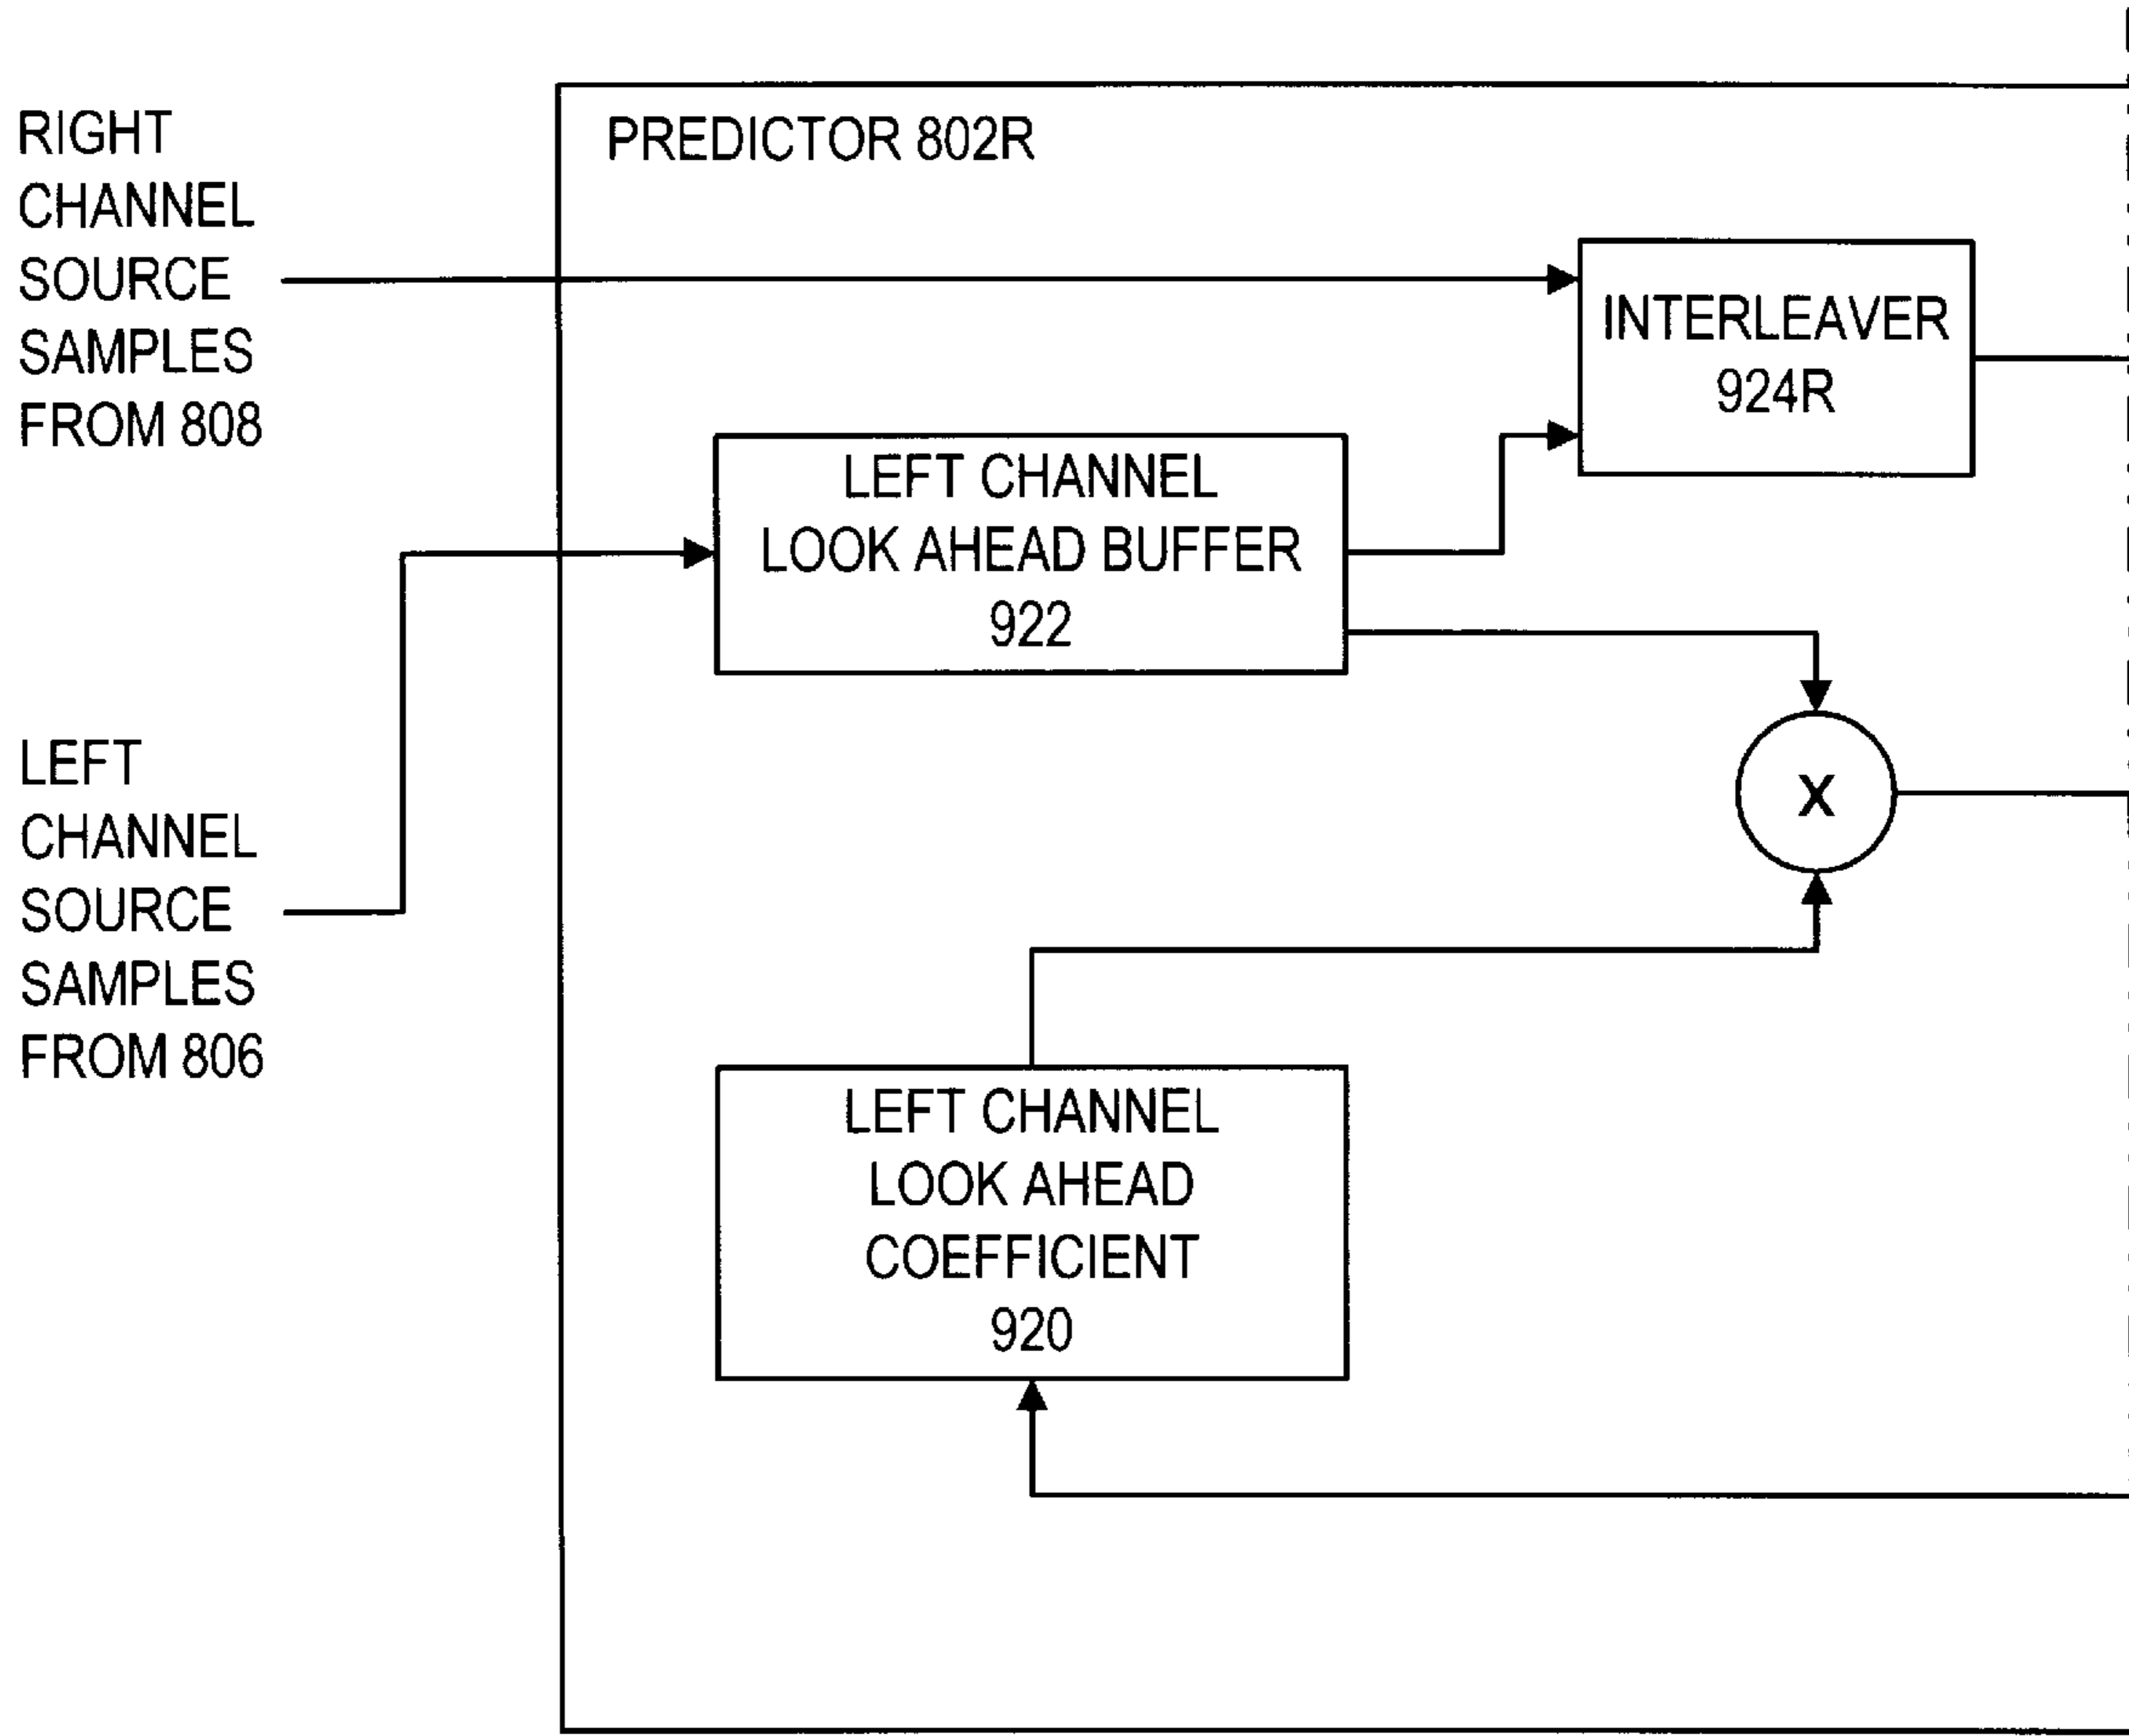 RIGHT
CHANNEL
SOURCE
SAMPLES
FROM 808
PREDICTOR 802R
INTERLEAVER
924R
LEFT CHANNEL
LOOK AHEAD BUFFER
922
LEFT
CHANNEL
SOURCE
SAMPLES
FROM 806
X
LEFT CHANNEL
LOOK AHEAD
COEFFICIENT
920